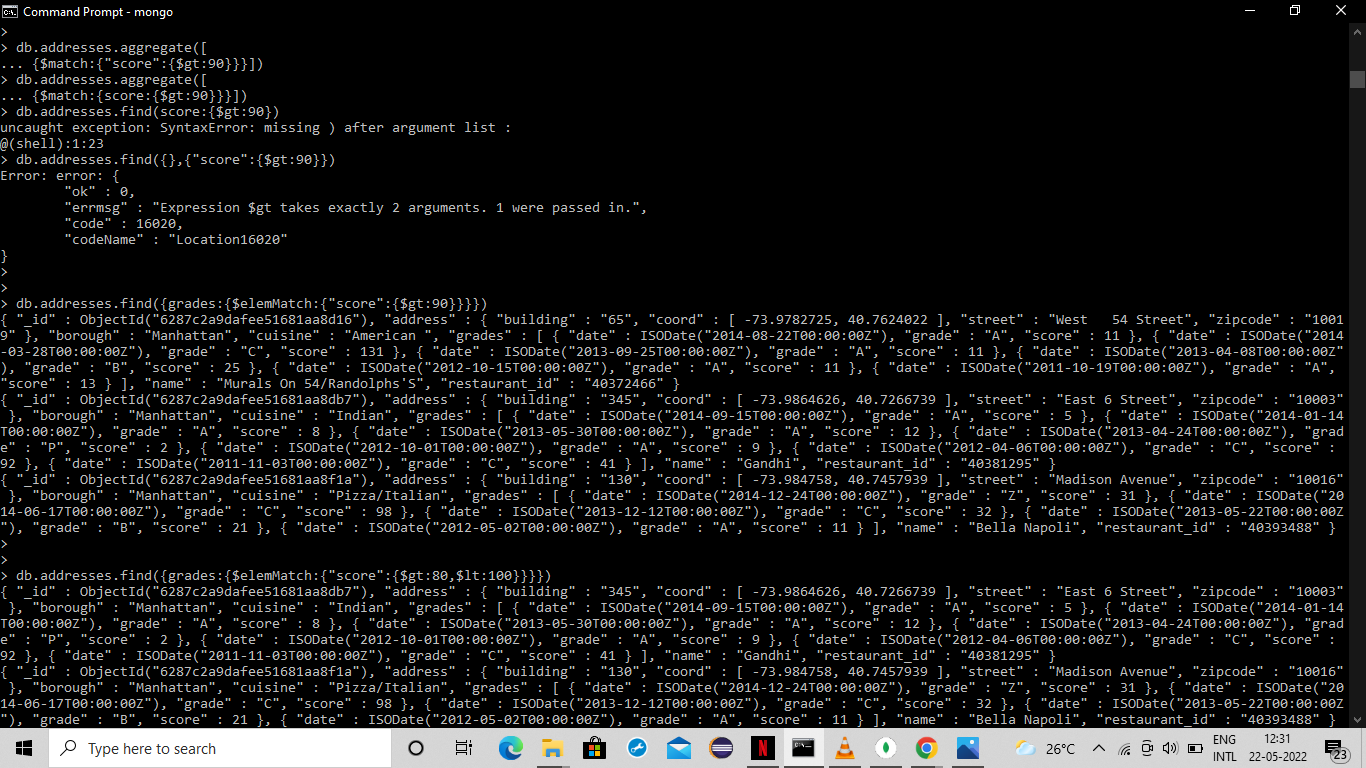 Command Prompt - mongo
>
> db.addresses.aggregate([
... {$match:{"score":{$gt:90}}}])
> db.addresses.aggregate([
... {$match:{score:{$gt:90}}}])
> db.addresses.find(score:{$gt:90})
uncaught exception: SyntaxError: missing ) after argument list :
@(shell):1:23
> db.addresses.find({},{"score":{$gt:90}})
Error: error: {
        "ok" : 0,
        "errmsg" : "Expression $gt takes exactly 2 arguments. 1 were passed in.",
        "code" : 16020,
        "codeName" : "Location16020"
}
>
>
> db.addresses.find({grades:{$elemMatch:{"score":{$gt:90}}}})
{ "_id" : ObjectId("6287c2a9dafee51681aa8d16"), "address" : { "building" : "65", "coord" : [ -73.9782725, 40.7624022 ], "street" : "West   54 Street", "zipcode" : "1001
9" }, "borough" : "Manhattan", "cuisine" : "American ", "grades" : [ { "date" : ISODate("2014-08-22T00:00:00Z"), "grade" : "A", "score" : 11 }, { "date" : ISODate("2014
-03-28T00:00:00Z"), "grade" : "C", "score" : 131 }, { "date" : ISODate("2013-09-25T00:00:00Z"), "grade" : "A", "score" : 11 }, { "date" : ISODate("2013-04-08T00:00:00Z"
), "grade" : "B", "score" : 25 }, { "date" : ISODate("2012-10-15T00:00:00Z"), "grade" : "A", "score" : 11 }, { "date" : ISODate("2011-10-19T00:00:00Z"), "grade" : "A",
"score" : 13 } ], "name" : "Murals On 54/Randolphs'S", "restaurant_id" : "40372466" }
{ "_id" : ObjectId("6287c2a9dafee51681aa8db7"), "address" : { "building" : "345", "coord" : [ -73.9864626, 40.7266739 ], "street" : "East 6 Street", "zipcode" : "10003"
 }, "borough" : "Manhattan", "cuisine" : "Indian", "grades" : [ { "date" : ISODate("2014-09-15T00:00:00Z"), "grade" : "A", "score" : 5 }, { "date" : ISODate("2014-01-14
T00:00:00Z"), "grade" : "A", "score" : 8 }, { "date" : ISODate("2013-05-30T00:00:00Z"), "grade" : "A", "score" : 12 }, { "date" : ISODate("2013-04-24T00:00:00Z"), "grad
e" : "P", "score" : 2 }, { "date" : ISODate("2012-10-01T00:00:00Z"), "grade" : "A", "score" : 9 }, { "date" : ISODate("2012-04-06T00:00:00Z"), "grade" : "C", "score" :
92 }, { "date" : ISODate("2011-11-03T00:00:00Z"), "grade" : "C", "score" : 41 } ], "name" : "Gandhi", "restaurant_id" : "40381295" }
{ "_id" : ObjectId("6287c2a9dafee51681aa8f1a"), "address" : { "building" : "130", "coord" : [ -73.984758, 40.7457939 ], "street" : "Madison Avenue", "zipcode" : "10016"
 }, "borough" : "Manhattan", "cuisine" : "Pizza/Italian", "grades" : [ { "date" : ISODate("2014-12-24T00:00:00Z"), "grade" : "Z", "score" : 31 }, { "date" : ISODate("20
14-06-17T00:00:00Z"), "grade" : "C", "score" : 98 }, { "date" : ISODate("2013-12-12T00:00:00Z"), "grade" : "C", "score" : 32 }, { "date" : ISODate("2013-05-22T00:00:00Z
"), "grade" : "B", "score" : 21 }, { "date" : ISODate("2012-05-02T00:00:00Z"), "grade" : "A", "score" : 11 } ], "name" : "Bella Napoli", "restaurant_id" : "40393488" }
>
>
> db.addresses.find({grades:{$elemMatch:{"score":{$gt:80,$lt:100}}}})
{ "_id" : ObjectId("6287c2a9dafee51681aa8db7"), "address" : { "building" : "345", "coord" : [ -73.9864626, 40.7266739 ], "street" : "East 6 Street", "zipcode" : "10003"
 }, "borough" : "Manhattan", "cuisine" : "Indian", "grades" : [ { "date" : ISODate("2014-09-15T00:00:00Z"), "grade" : "A", "score" : 5 }, { "date" : ISODate("2014-01-14
T00:00:00Z"), "grade" : "A", "score" : 8 }, { "date" : ISODate("2013-05-30T00:00:00Z"), "grade" : "A", "score" : 12 }, { "date" : ISODate("2013-04-24T00:00:00Z"), "grad
e" : "P", "score" : 2 }, { "date" : ISODate("2012-10-01T00:00:00Z"), "grade" : "A", "score" : 9 }, { "date" : ISODate("2012-04-06T00:00:00Z"), "grade" : "C", "score" :
92 }, { "date" : ISODate("2011-11-03T00:00:00Z"), "grade" : "C", "score" : 41 } ], "name" : "Gandhi", "restaurant_id" : "40381295" }
{ "_id" : ObjectId("6287c2a9dafee51681aa8f1a"), "address" : { "building" : "130", "coord" : [ -73.984758, 40.7457939 ], "street" : "Madison Avenue", "zipcode" : "10016"
 }, "borough" : "Manhattan", "cuisine" : "Pizza/Italian", "grades" : [ { "date" : ISODate("2014-12-24T00:00:00Z"), "grade" : "Z", "score" : 31 }, { "date" : ISODate("20
14-06-17T00:00:00Z"), "grade" : "C", "score" : 98 }, { "date" : ISODate("2013-12-12T00:00:00Z"), "grade" : "C", "score" : 32 }, { "date" : ISODate("2013-05-22T00:00:00Z
"), "grade" : "B", "score" : 21 }, { "date" : ISODate("2012-05-02T00:00:00Z"), "grade" : "A", "score" : 11 } ], "name" : "Bella Napoli", "restaurant_id" : "40393488" }
Type here to search
26°C
ENG
INTL
12:31
22-05-2022
23